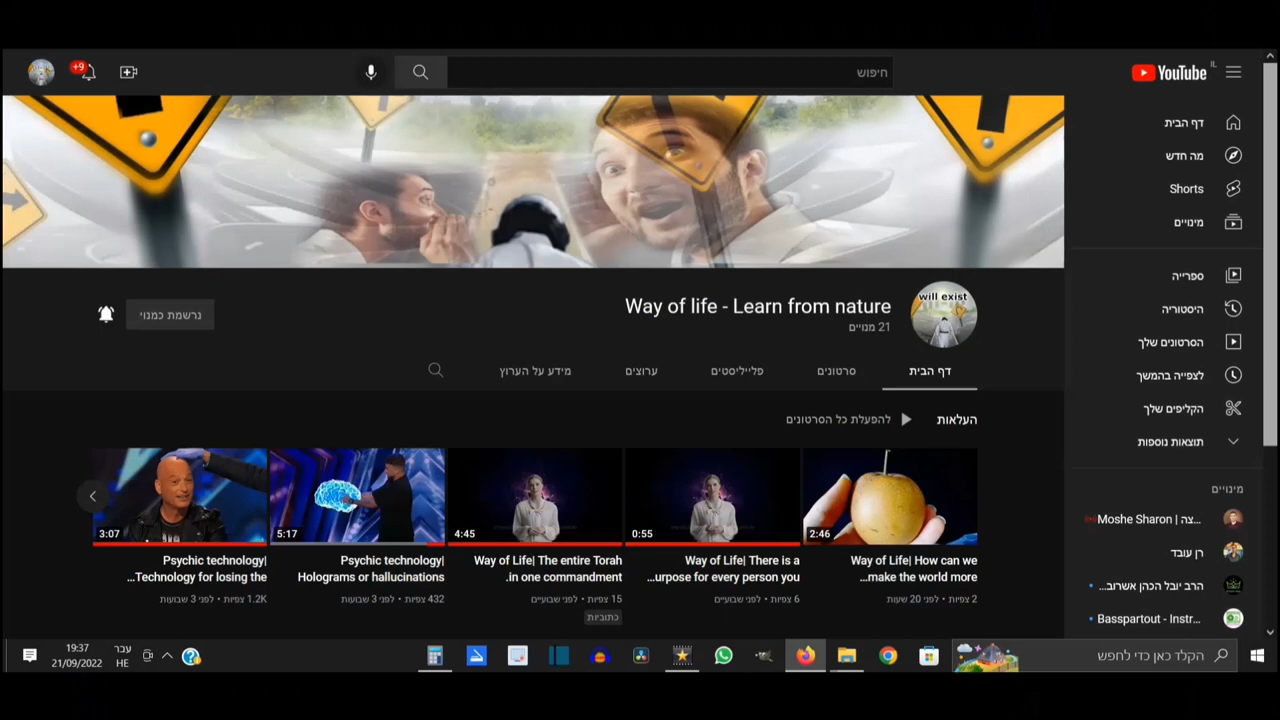 YouTube IL
חיפוש
+9
דף הבית
מה חדש
Shorts
מינויים
ספרייה
היסטוריה
הסרטונים שלך
לצפייה בהמשך
הקליפים שלך
תוצאות נוספות
מינויים
Moshe Sharon | צה...
רן עובד
הרב יובל הכהן אשרוב...
Basspartout - Instr...
will exist
Way of life - Learn from nature
21 מנויים
נרשמת כמנוי
דף הבית
סרטונים
פלייליסטים
ערוצים
מידע על הערוץ
העלאות
להפעלת כל הסרטונים
2:46
Way of Life| How can we
make the world more...
2 צפיות • לפני 20 שעות
0:55
Way of Life| There is a
urpose for every person you...
6 צפיות • לפני שבועיים
4:45
Way of Life| The entire Torah
in one commandment.
15 צפיות • לפני שבועיים
כתוביות
5:17
Psychic technology|
Holograms or hallucinations
432 צפיות • לפני 3 שבועות
3:07
Psychic technology|
Technology for losing the...
1.2K צפיות • לפני 3 שבועות
הקלד כאן כדי לחפש
עבר
HE
19:37
21/09/2022